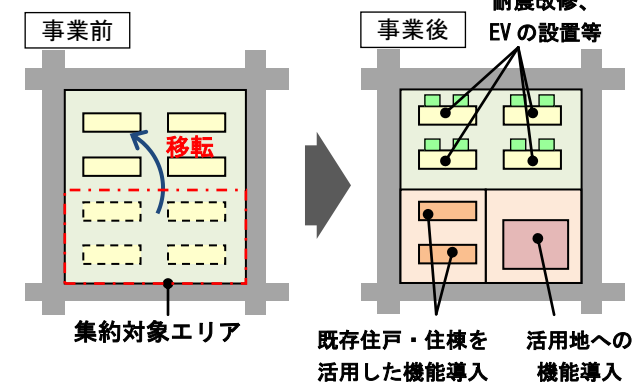 事業前
移転
集約対象エリア
事業後
耐震改修、
EVの設置等
既存住戸・住棟を
活用した機能導入
活用地への
機能導入